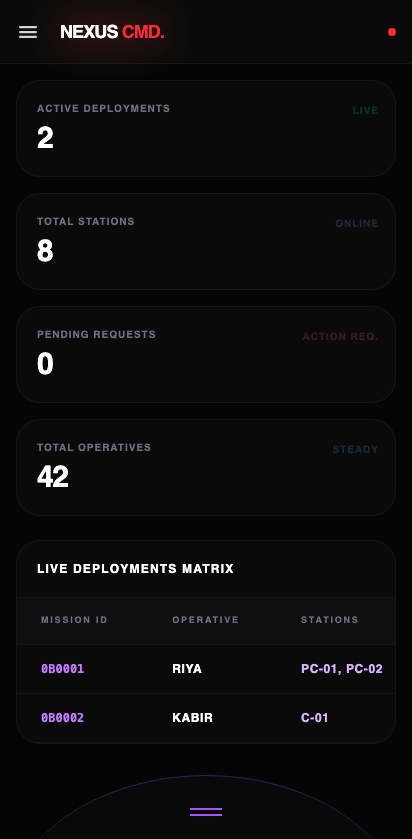 NEXUS CMD.
ACTIVE DEPLOYMENTS LIVE
2
TOTAL STATIONS ONLINE
8
PENDING REQUESTS ACTION REQ.
0
TOTAL OPERATIVES STEADY
42
LIVE DEPLOYMENTS MATRIX
MISSION ID OPERATIVE STATIONS
0B0001 RIYA PC-01, PC-02
0B0002 KABIR C-01